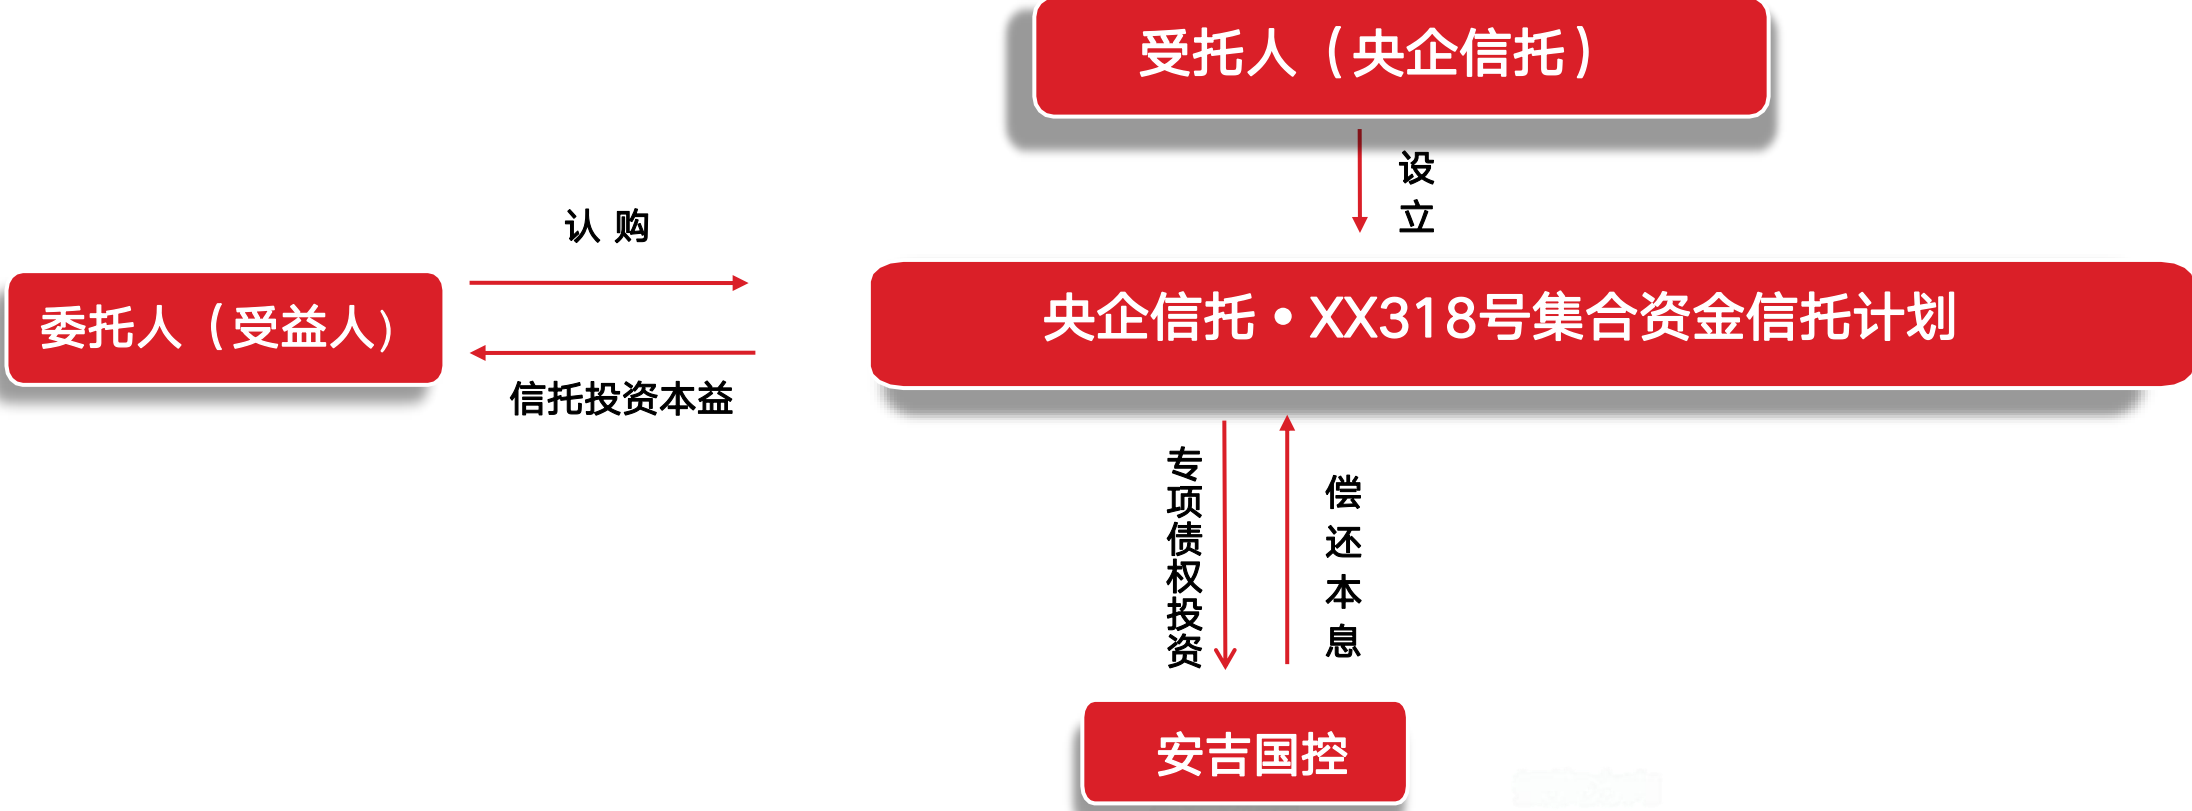 受托人（央企信托）
设
立
认 购
委托人（受益人）
央企信托•XX318号集合资金信托计划
信托投资本益
专
项
债
权
投
资
偿
还
本
息
安吉国控